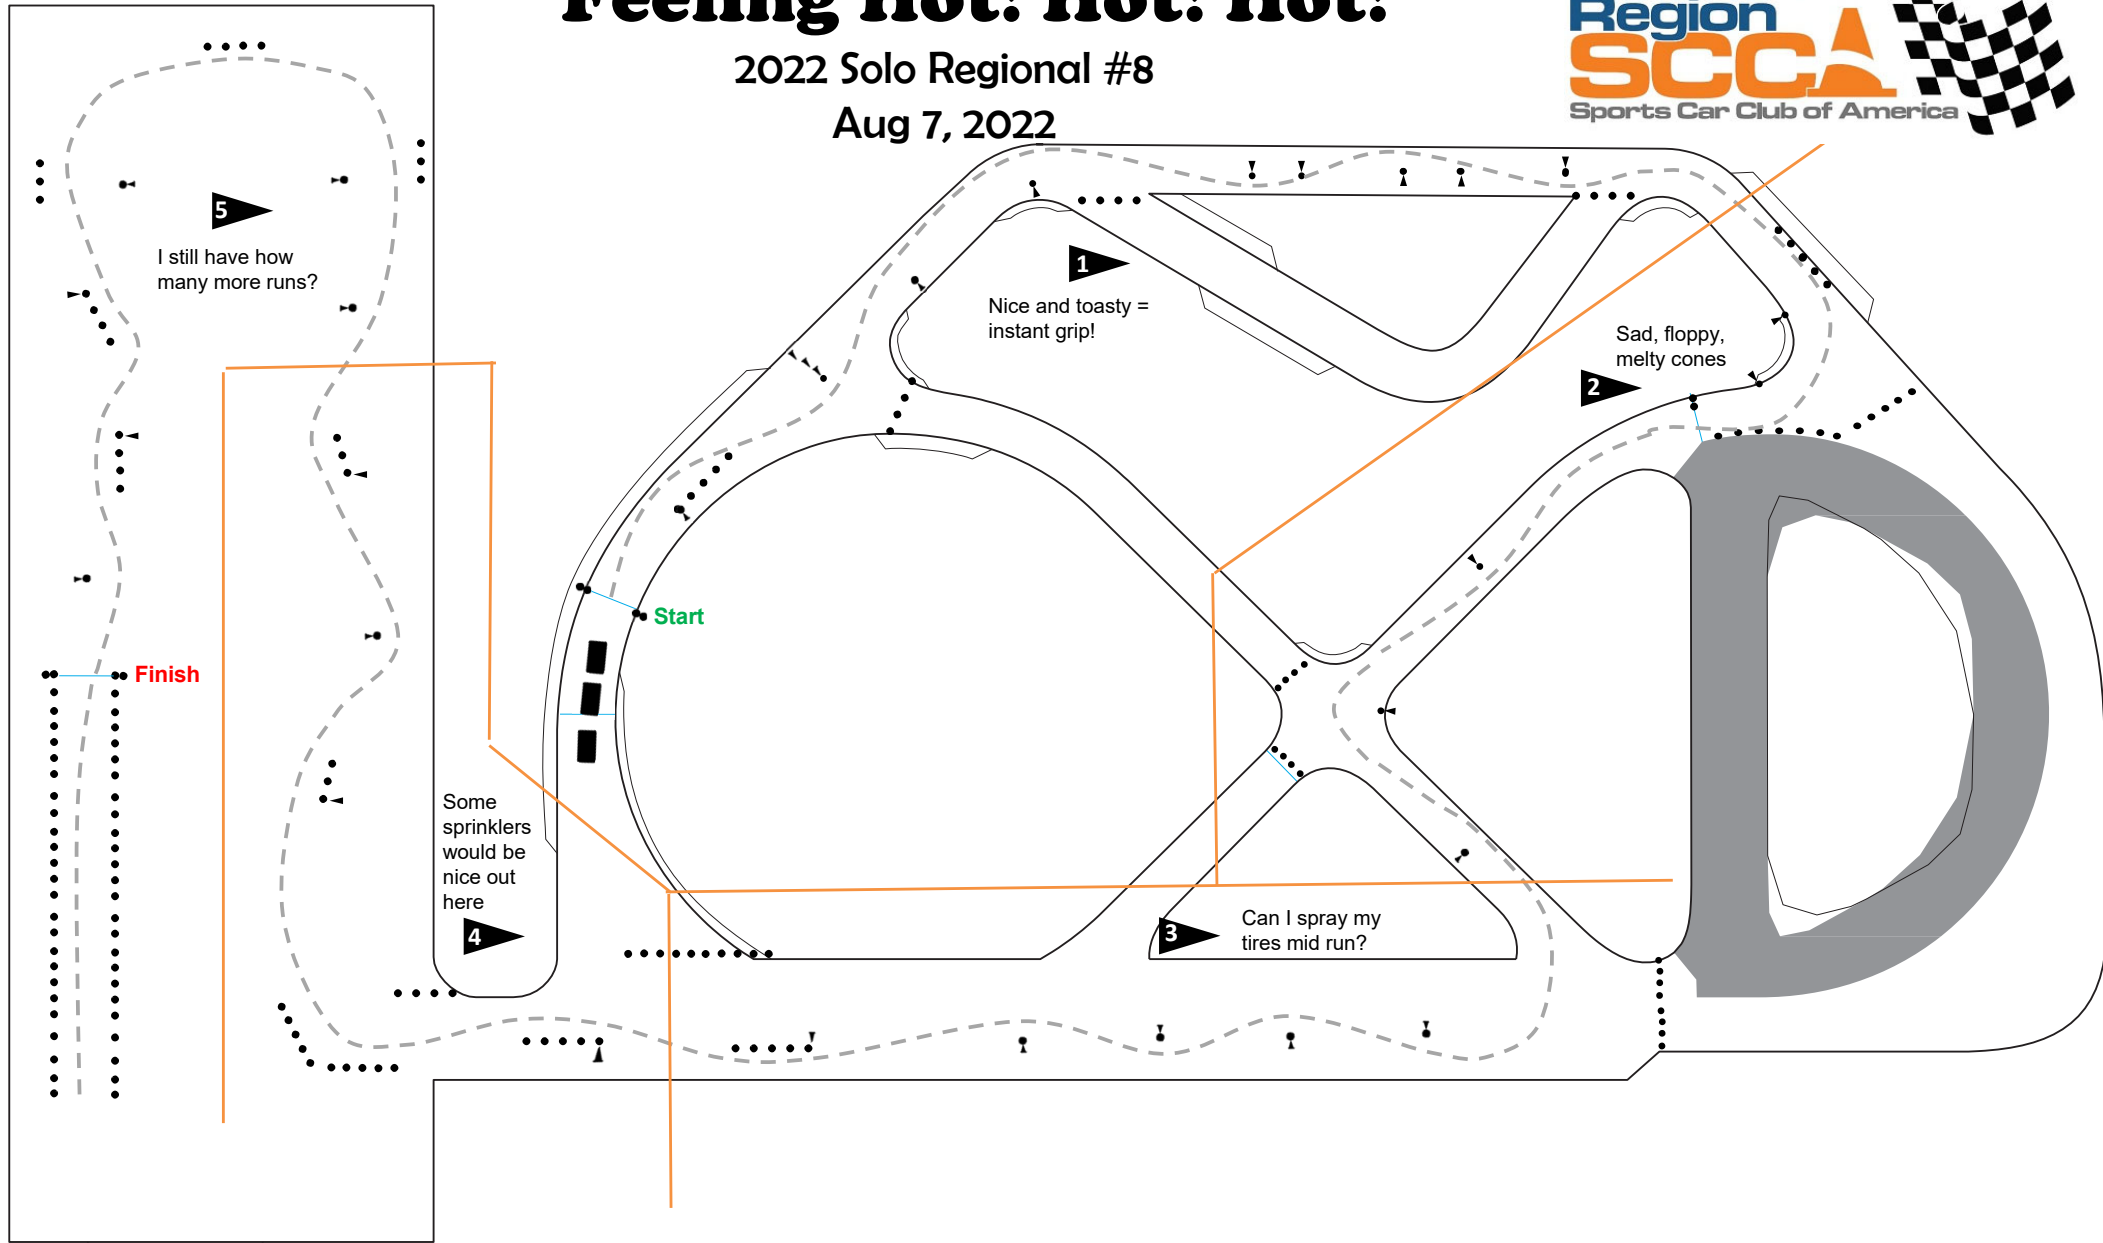 Feeling Hot! Hot! Hot!
2022 Solo Regional #8
Aug 7, 2022
Region
SCCA
Sports Car Club of America
5
I still have how
many more runs?
1
Nice and toasty =
instant grip!
Sad, floppy,
melty cones
2
Start
Finish
Some
sprinklers
would be
nice out
here
4
3
Can I spray my
tires mid run?